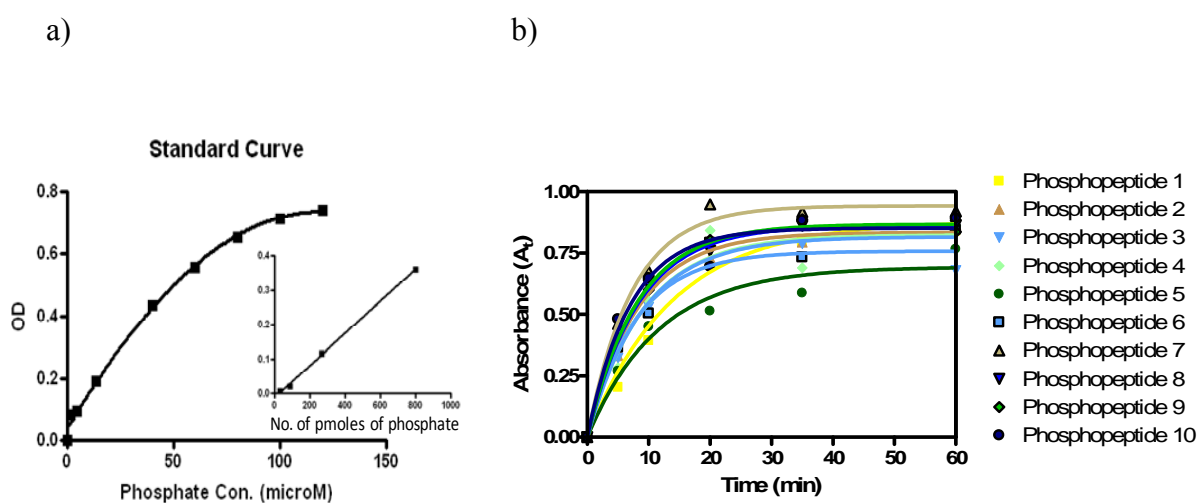 a)
b)
Standard Curve
OD
0.8
0.6
0.4
0.2
0.0
0 50 100 150
Phosphate Con. (microM)
0.4
0.3
0.2
0.1
0.0
0 200 400 600 800 1000
No. of pmoles of phosphate
Absorbance (At)
1.00
0.75
0.50
0.25
0.00
0 10 20 30 40 50 60
Time (min)
Phosphopeptide 1
Phosphopeptide 2
Phosphopeptide 3
Phosphopeptide 4
Phosphopeptide 5
Phosphopeptide 6
Phosphopeptide 7
Phosphopeptide 8
Phosphopeptide 9
Phosphopeptide 10